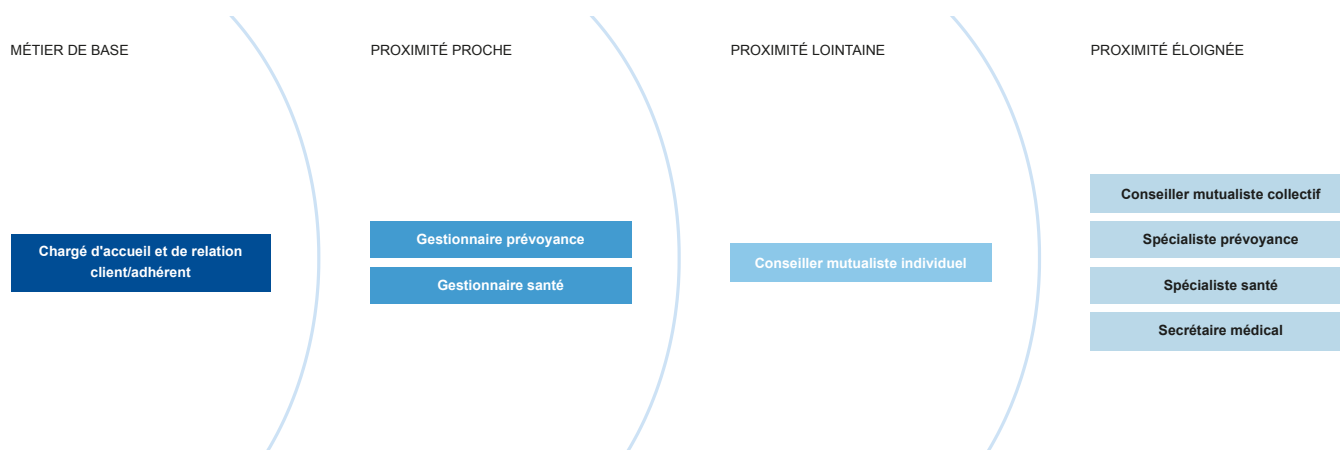 MÉTIER DE BASE
PROXIMITÉ PROCHE
PROXIMITÉ LOINTAINE
PROXIMITÉ ÉLOIGNÉE
Chargé d'accueil et de relation
client/adhérent
Gestionnaire prévoyance
Gestionnaire santé
Conseiller mutualiste individuel
Conseiller mutualiste collectif
Spécialiste prévoyance
Spécialiste santé
Secrétaire médical